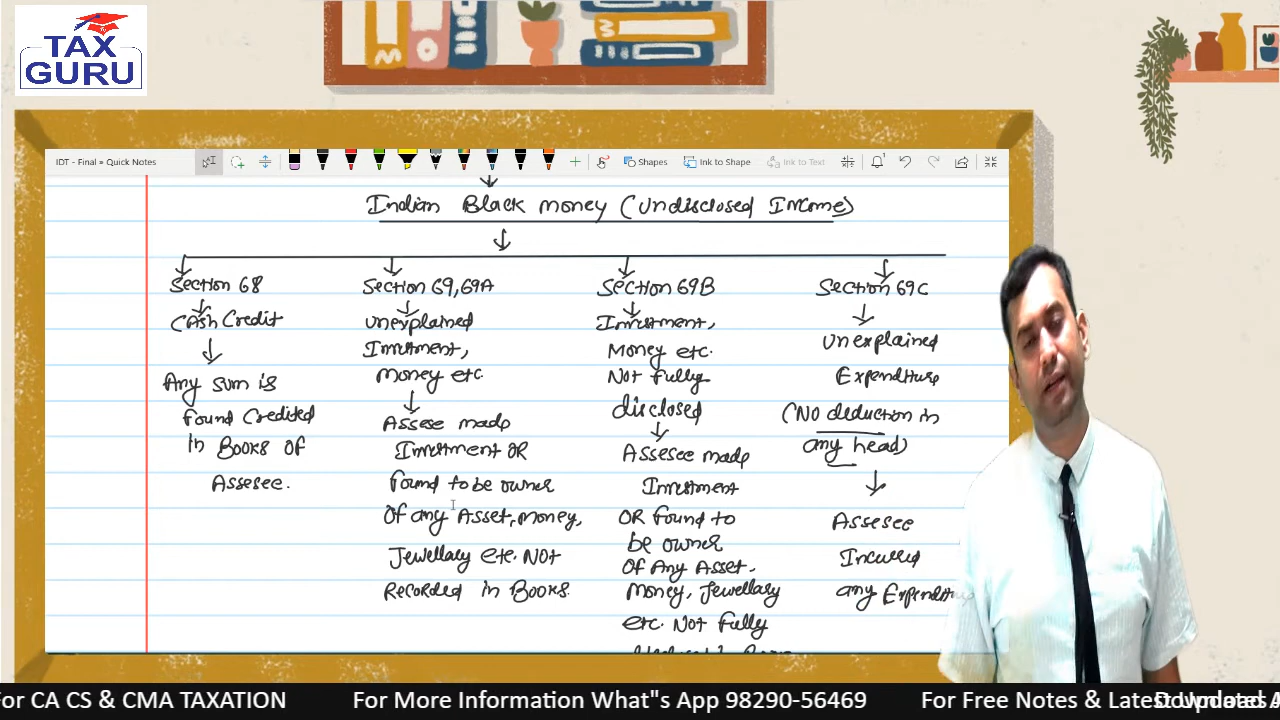 TAX
GURU
IDT - Final » Quick Notes
Shapes
Ink to Shape
Ink to Text
Indian Black Money (Undisclosed Income)
Section 68
Cash Credit
Any sum is
found Credited
in Books of
Assesee.
Section 69, 69A
Unexplained
Investment,
Money etc.
Assese made
Investment OR
found to be owner
Of any Asset, Money,
Jewellary etc. NOT
Recorded in Books.
Section 69B
Investment,
Money etc.
Not fully
disclosed
Assesee made
Investment
OR found to
be owner
Of Any Asset.
Money, Jewellary
etc. Not fully
Section 69C
Unexplained
Expenditure
(No deduction in
any head)
Assesee
Incurred
any Expenditure
For CA CS & CMA TAXATION
For More Information What"s App 98290-56469
For Free Notes & Latest Updates